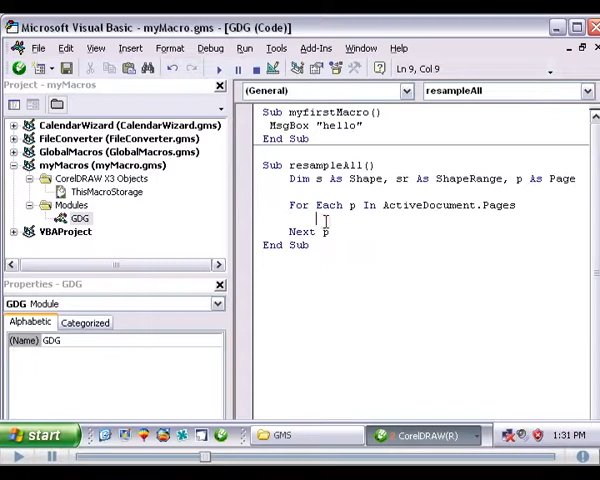 Microsoft Visual Basic - myMacro.gms - [GDG (Code)]
File Edit View Insert Format Debug Run Tools Add-Ins Window Help
Ln 9, Col 9
Project - myMacros
CalendarWizard (CalendarWizard.gms)
FileConverter (FileConverter.gms)
GlobalMacros (GlobalMacros.gms)
myMacros (myMacro.gms)
CorelDRAW X3 Objects
ThisMacroStorage
Modules
GDG
VBAProject
Properties - GDG
GDG Module
Alphabetic Categorized
(Name) GDG
(General) resampleAll
Sub myfirstMacro()
MsgBox "hello"
End Sub
Sub resampleAll()
Dim s As Shape, sr As ShapeRange, p As Page
For Each p In ActiveDocument.Pages
Next p
End Sub
start GMS CorelDRAW(R) 1:31 PM